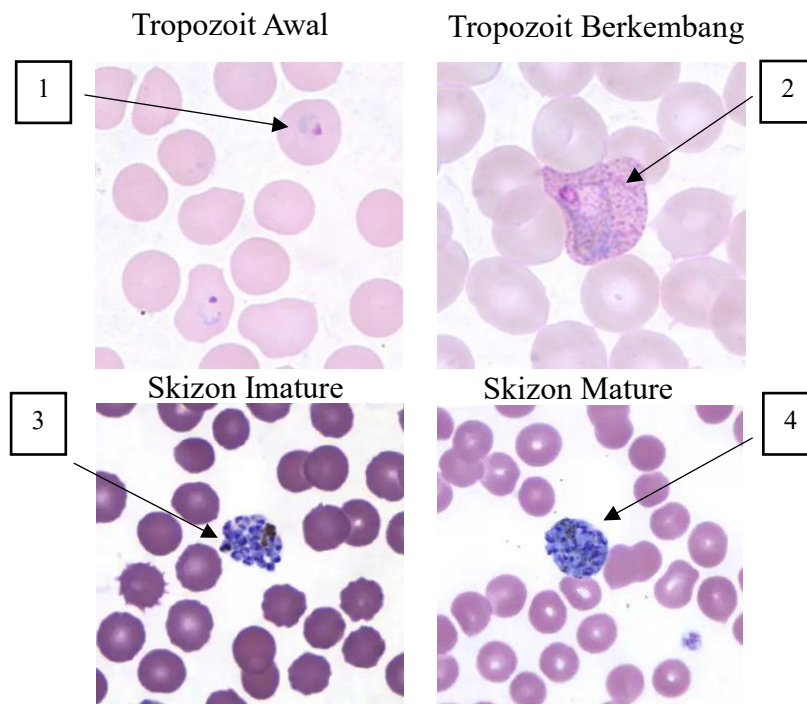 Tropozoit Awal
Tropozoit Berkembang
1
2
Skizon Imature
Skizon Mature
3
4